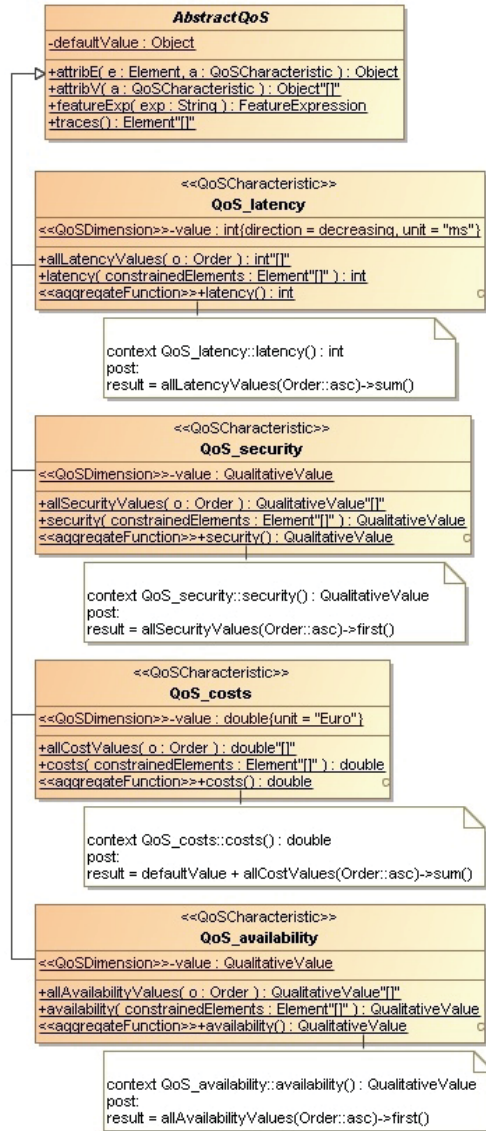 AbstractQoS
-defaultValue : Object
+attribE( e : Element, a : QoSCharacteristic ) : Object
+attribV( a : QoSCharacteristic ) : Object"[]"
+featureExp( exp : String ) : FeatureExpression
+traces() : Element"[]"
<<QoSCharacteristic>>
QoS_latency
<<QoSDimension>>-value : int{direction = decreasing, unit = "ms"}
+allLatencyValues( o : Order ) : int"[]"
+latency( constrainedElements : Element"[]" ) : int
<<aggregateFunction>>+latency() : int
context QoS_latency::latency() : int
post:
result = allLatencyValues(Order::asc)->sum()
<<QoSCharacteristic>>
QoS_security
<<QoSDimension>>-value : QualitativeValue
+allSecurityValues( o : Order ) : QualitativeValue"[]"
+security( constrainedElements : Element"[]" ) : QualitativeValue
<<aggregateFunction>>+security() : QualitativeValue
context QoS_security::security() : QualitativeValue
post:
result = allSecurityValues(Order::asc)->first()
<<QoSCharacteristic>>
QoS_costs
<<QoSDimension>>-value : double{unit = "Euro"}
+allCostValues( o : Order ) : double"[]"
+costs( constrainedElements : Element"[]" ) : double
<<aggregateFunction>>+costs() : double
context QoS_costs::costs() : double
post:
result = defaultValue + allCostValues(Order::asc)->sum()
<<QoSCharacteristic>>
QoS_availability
<<QoSDimension>>-value : QualitativeValue
+allAvailabilityValues( o : Order ) : QualitativeValue"[]"
+availability( constrainedElements : Element"[]" ) : QualitativeValue
<<aggregateFunction>>+availability() : QualitativeValue
context QoS_availability::availability() : QualitativeValue
post:
result = allAvailabilityValues(Order::asc)->first()